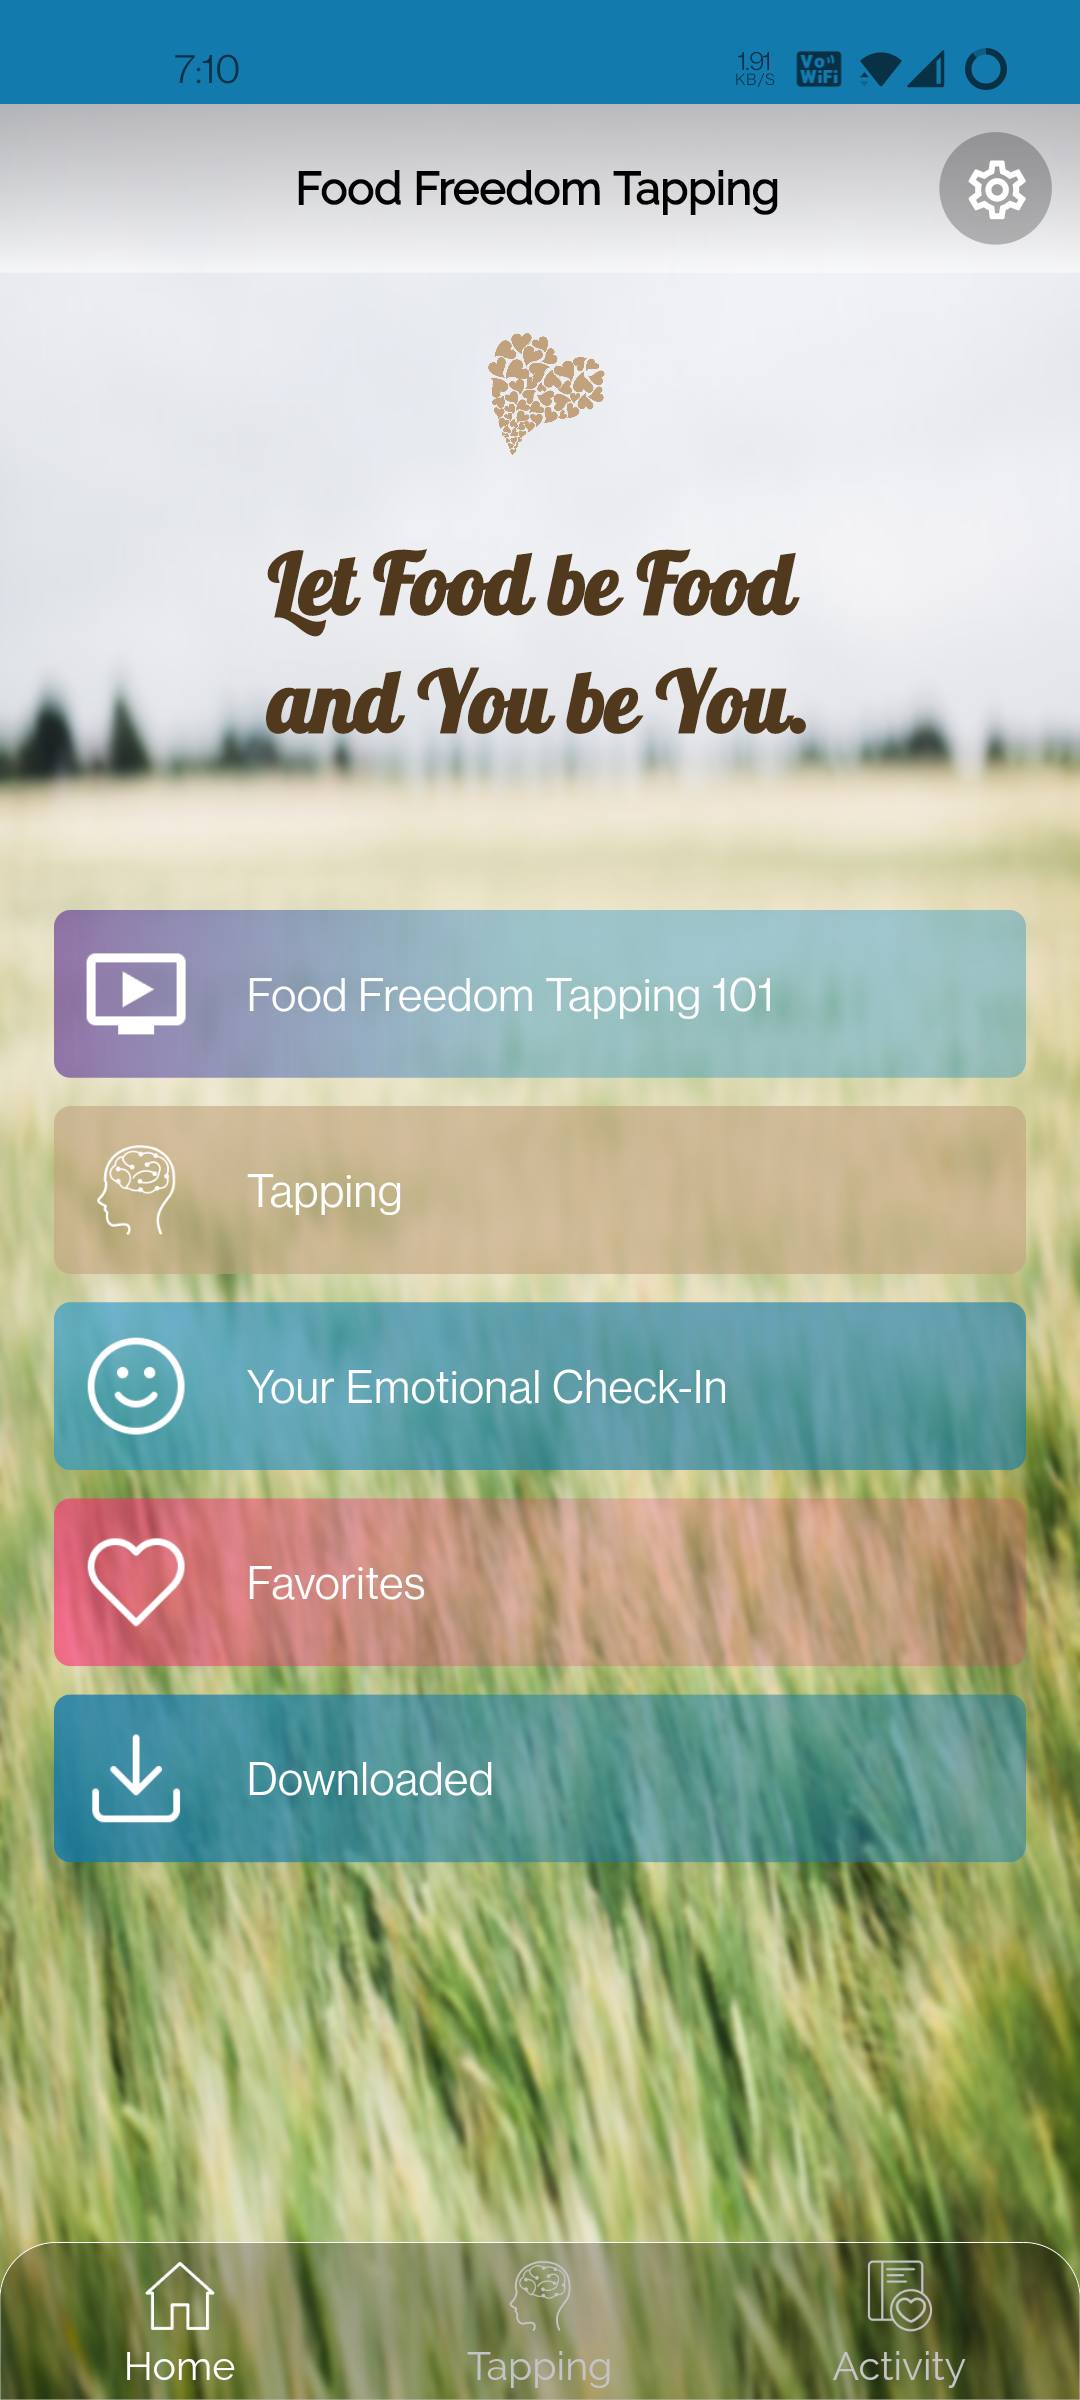 7:10
1.91
KB/S
Vo
WiFi
Food Freedom Tapping
Let Food be Food
and You be You.
Food Freedom Tapping 101
Tapping
Your Emotional Check-In
Favorites
Downloaded
Home
Tapping
Activity